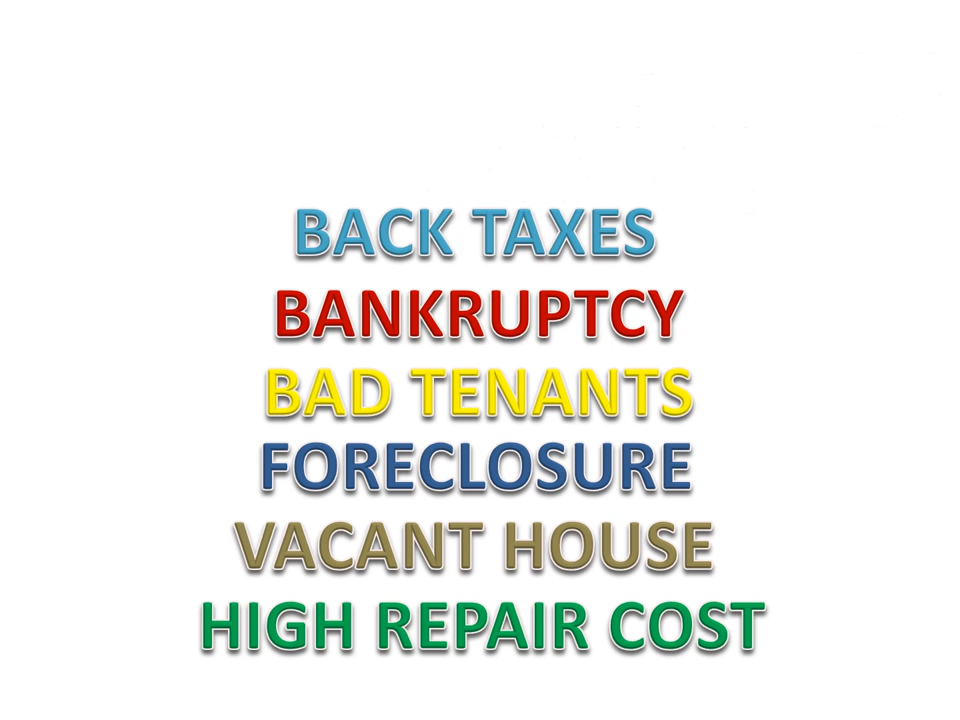 BACK TAXES
BANKRUPTCY
BAD TENANTS
FORECLOSURE
VACANT HOUSE
HIGH REPAIR COST